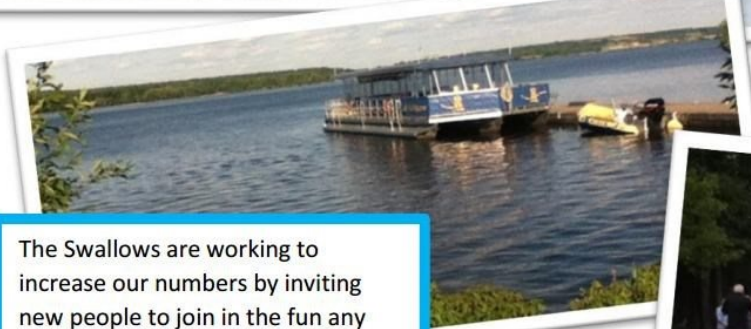 The Swallows are working to
increase our numbers by inviting
new people to join in the fun any